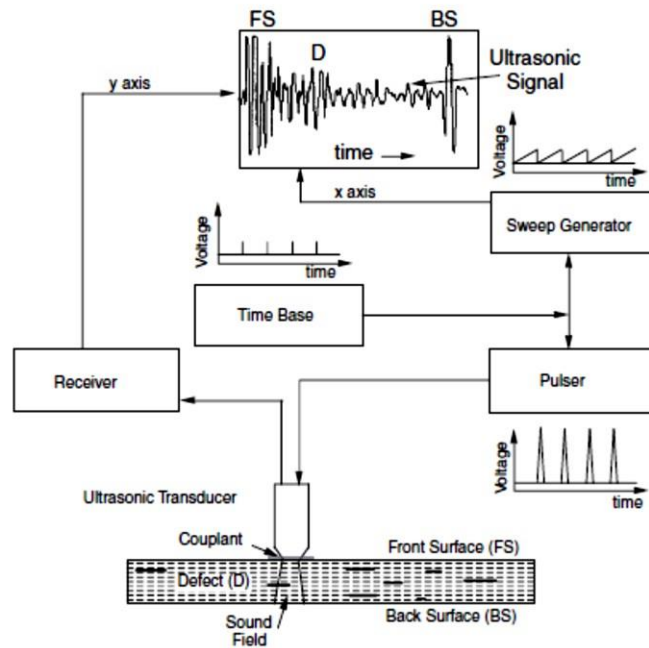 FS
BS
D
Ultrasonic
Signal
y axis
time
x axis
Voltage
time
Sweep Generator
Voltage
time
Time Base
Receiver
Pulser
Voltage
time
Ultrasonic Transducer
Couplant
Front Surface (FS)
Defect (D)
Back Surface (BS)
Sound
Field